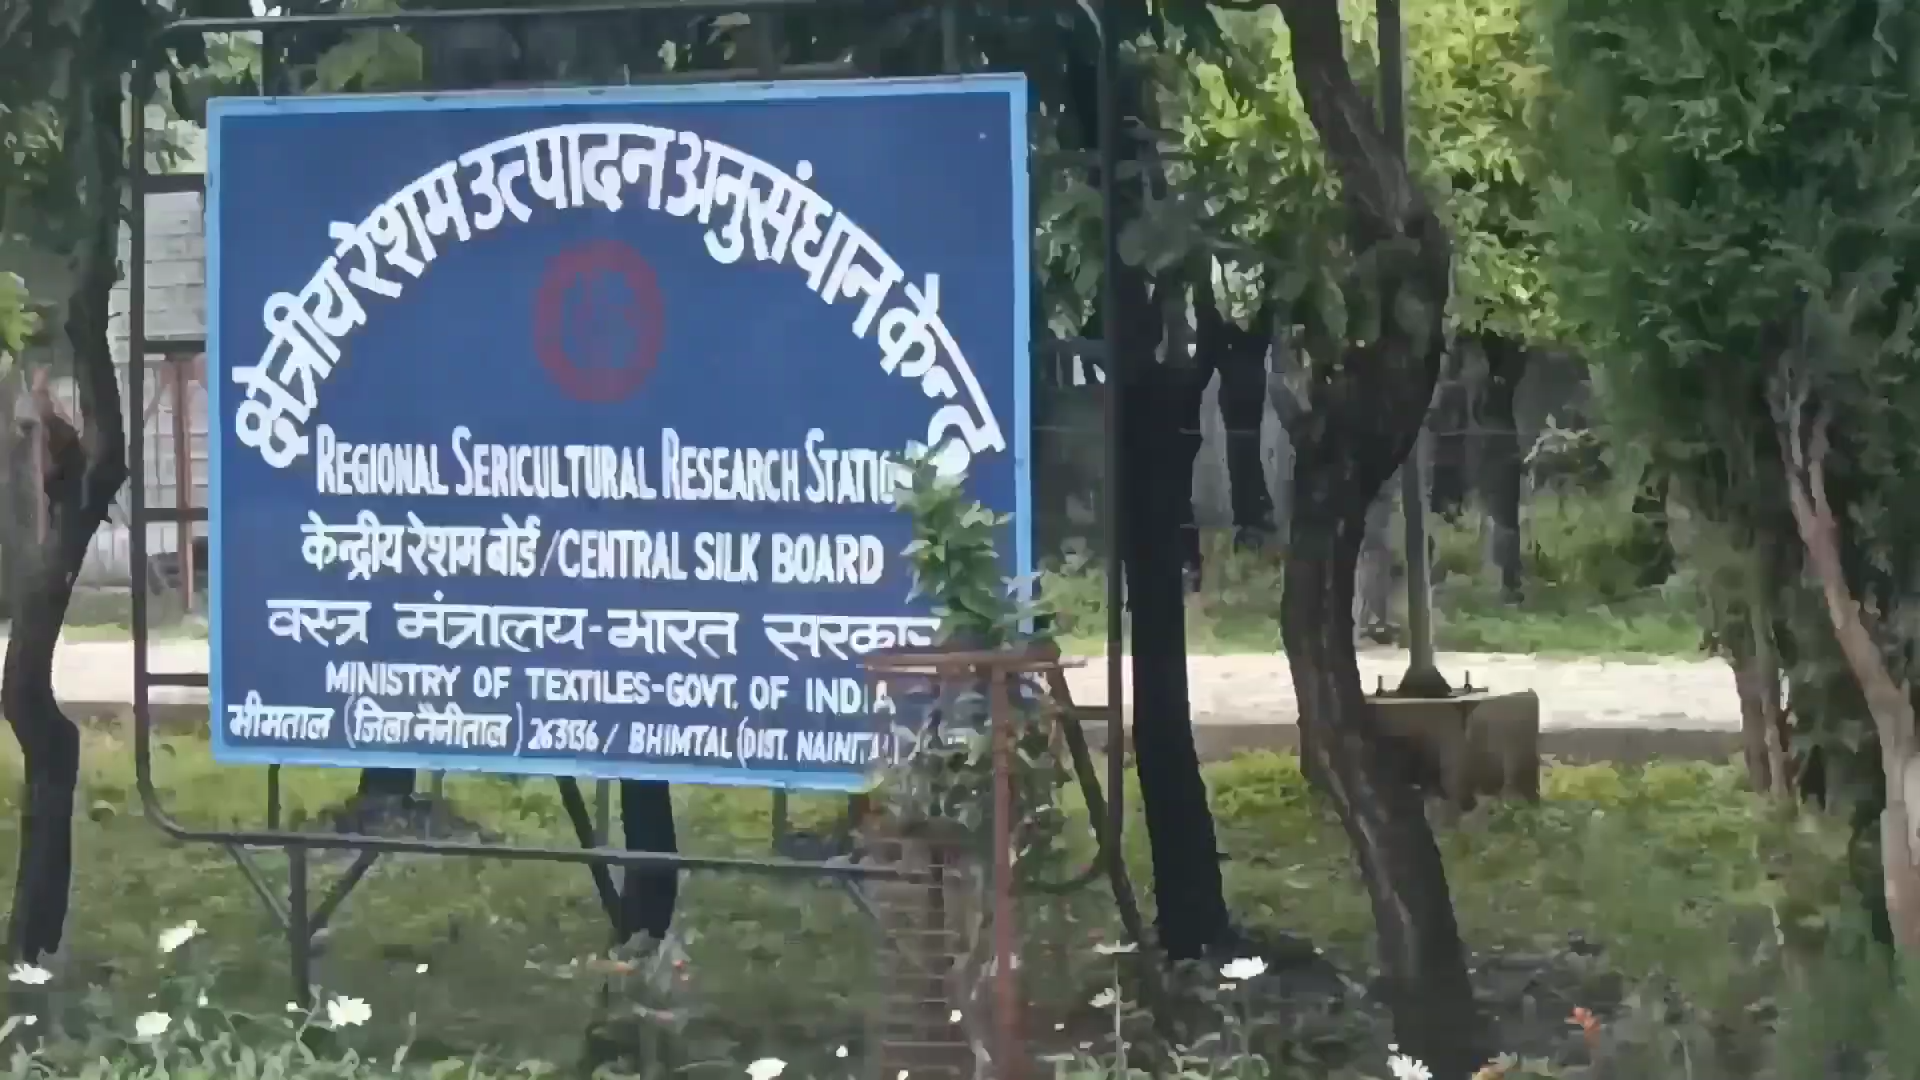 क्षेत्रीय रेशम उत्पादन अनुसंधान केन्द्र
REGIONAL SERICULTURAL RESEARCH STATIO
केन्द्रीय रेशम बोर्ड/CENTRAL SILK BOARD
वस्त्र मंत्रालय-भारत सरकार
MINISTRY OF TEXTILES-GOVT. OF INDIA
भीमताल (जिला नैनीताल) 263136 / BHIMTAL (DIST. NAINITAL)